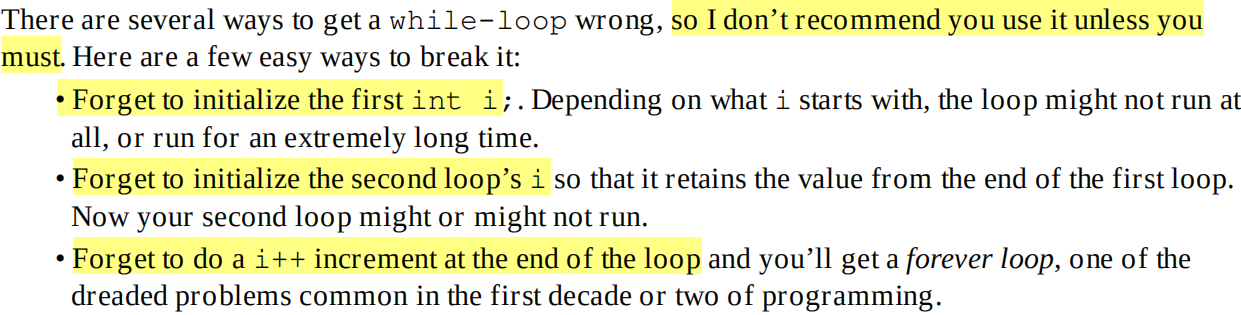 There are several ways to get a while-loop wrong, so I don’t recommend you use it unless you
must. Here are a few easy ways to break it:
• Forget to initialize the first int i;. Depending on what i starts with, the loop might not run at
all, or run for an extremely long time.
• Forget to initialize the second loop’s i so that it retains the value from the end of the first loop.
Now your second loop might or might not run.
• Forget to do a i++ increment at the end of the loop and you’ll get a forever loop, one of the
dreaded problems common in the first decade or two of programming.